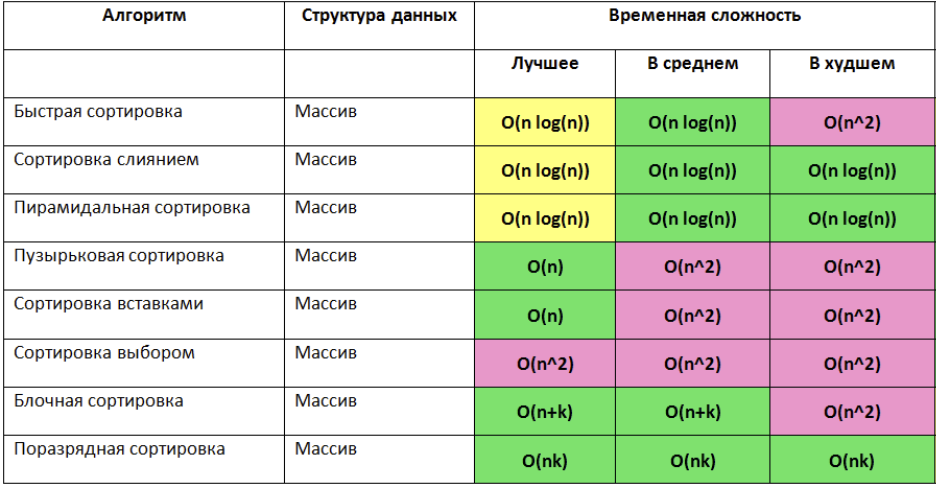 Алгоритм Структура данных Временная сложность
Лучшее В среднем В худшем
Быстрая сортировка Массив O(n log(n)) O(n log(n)) O(n^2)
Сортировка слиянием Массив O(n log(n)) O(n log(n)) O(n log(n))
Пирамидальная сортировка Массив O(n log(n)) O(n log(n)) O(n log(n))
Пузырьковая сортировка Массив O(n) O(n^2) O(n^2)
Сортировка вставками Массив O(n) O(n^2) O(n^2)
Сортировка выбором Массив O(n^2) O(n^2) O(n^2)
Блочная сортировка Массив O(n+k) O(n+k) O(n^2)
Поразрядная сортировка Массив O(nk) O(nk) O(nk)